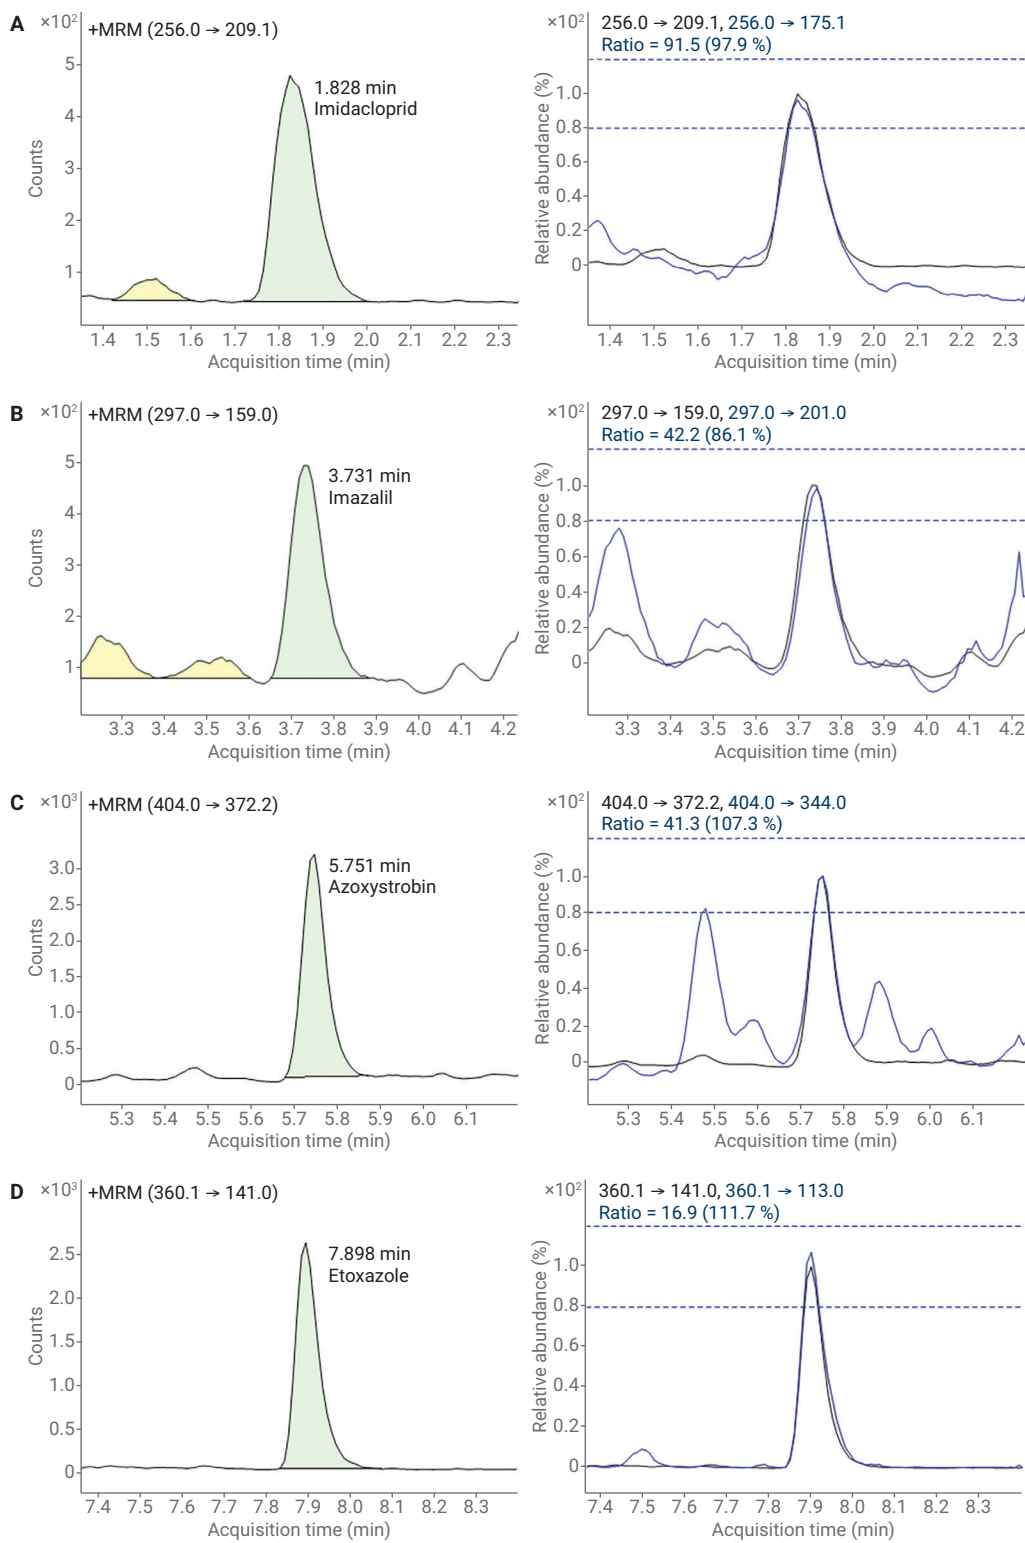 A
×10²
+MRM (256.0 → 209.1)
1.828 min
Imidacloprid
Counts
5
4
3
2
1
1.4 1.5 1.6 1.7 1.8 1.9 2.0 2.1 2.2 2.3
Acquisition time (min)
×10²
256.0 → 209.1, 256.0 → 175.1
Ratio = 91.5 (97.9 %)
Relative abundance (%)
1.0
0.8
0.6
0.4
0.2
0
1.4 1.5 1.6 1.7 1.8 1.9 2.0 2.1 2.2 2.3
Acquisition time (min)
B
×10²
+MRM (297.0 → 159.0)
3.731 min
Imazalil
Counts
5
4
3
2
1
3.3 3.4 3.5 3.6 3.7 3.8 3.9 4.0 4.1 4.2
Acquisition time (min)
×10²
297.0 → 159.0, 297.0 → 201.0
Ratio = 42.2 (86.1 %)
Relative abundance (%)
1.0
0.8
0.6
0.4
0.2
0
3.3 3.4 3.5 3.6 3.7 3.8 3.9 4.0 4.1 4.2
Acquisition time (min)
C
×10³
+MRM (404.0 → 372.2)
5.751 min
Azoxystrobin
Counts
3.0
2.5
2.0
1.5
1.0
0.5
0
5.3 5.4 5.5 5.6 5.7 5.8 5.9 6.0 6.1
Acquisition time (min)
×10²
404.0 → 372.2, 404.0 → 344.0
Ratio = 41.3 (107.3 %)
Relative abundance (%)
1.0
0.8
0.6
0.4
0.2
0
5.3 5.4 5.5 5.6 5.7 5.8 5.9 6.0 6.1
Acquisition time (min)
D
×10³
+MRM (360.1 → 141.0)
7.898 min
Etoxazole
Counts
2.5
2.0
1.5
1.0
0.5
0
7.4 7.5 7.6 7.7 7.8 7.9 8.0 8.1 8.2 8.3
Acquisition time (min)
×10²
360.1 → 141.0, 360.1 → 113.0
Ratio = 16.9 (111.7 %)
Relative abundance (%)
1.0
0.8
0.6
0.4
0.2
0
7.4 7.5 7.6 7.7 7.8 7.9 8.0 8.1 8.2 8.3
Acquisition time (min)